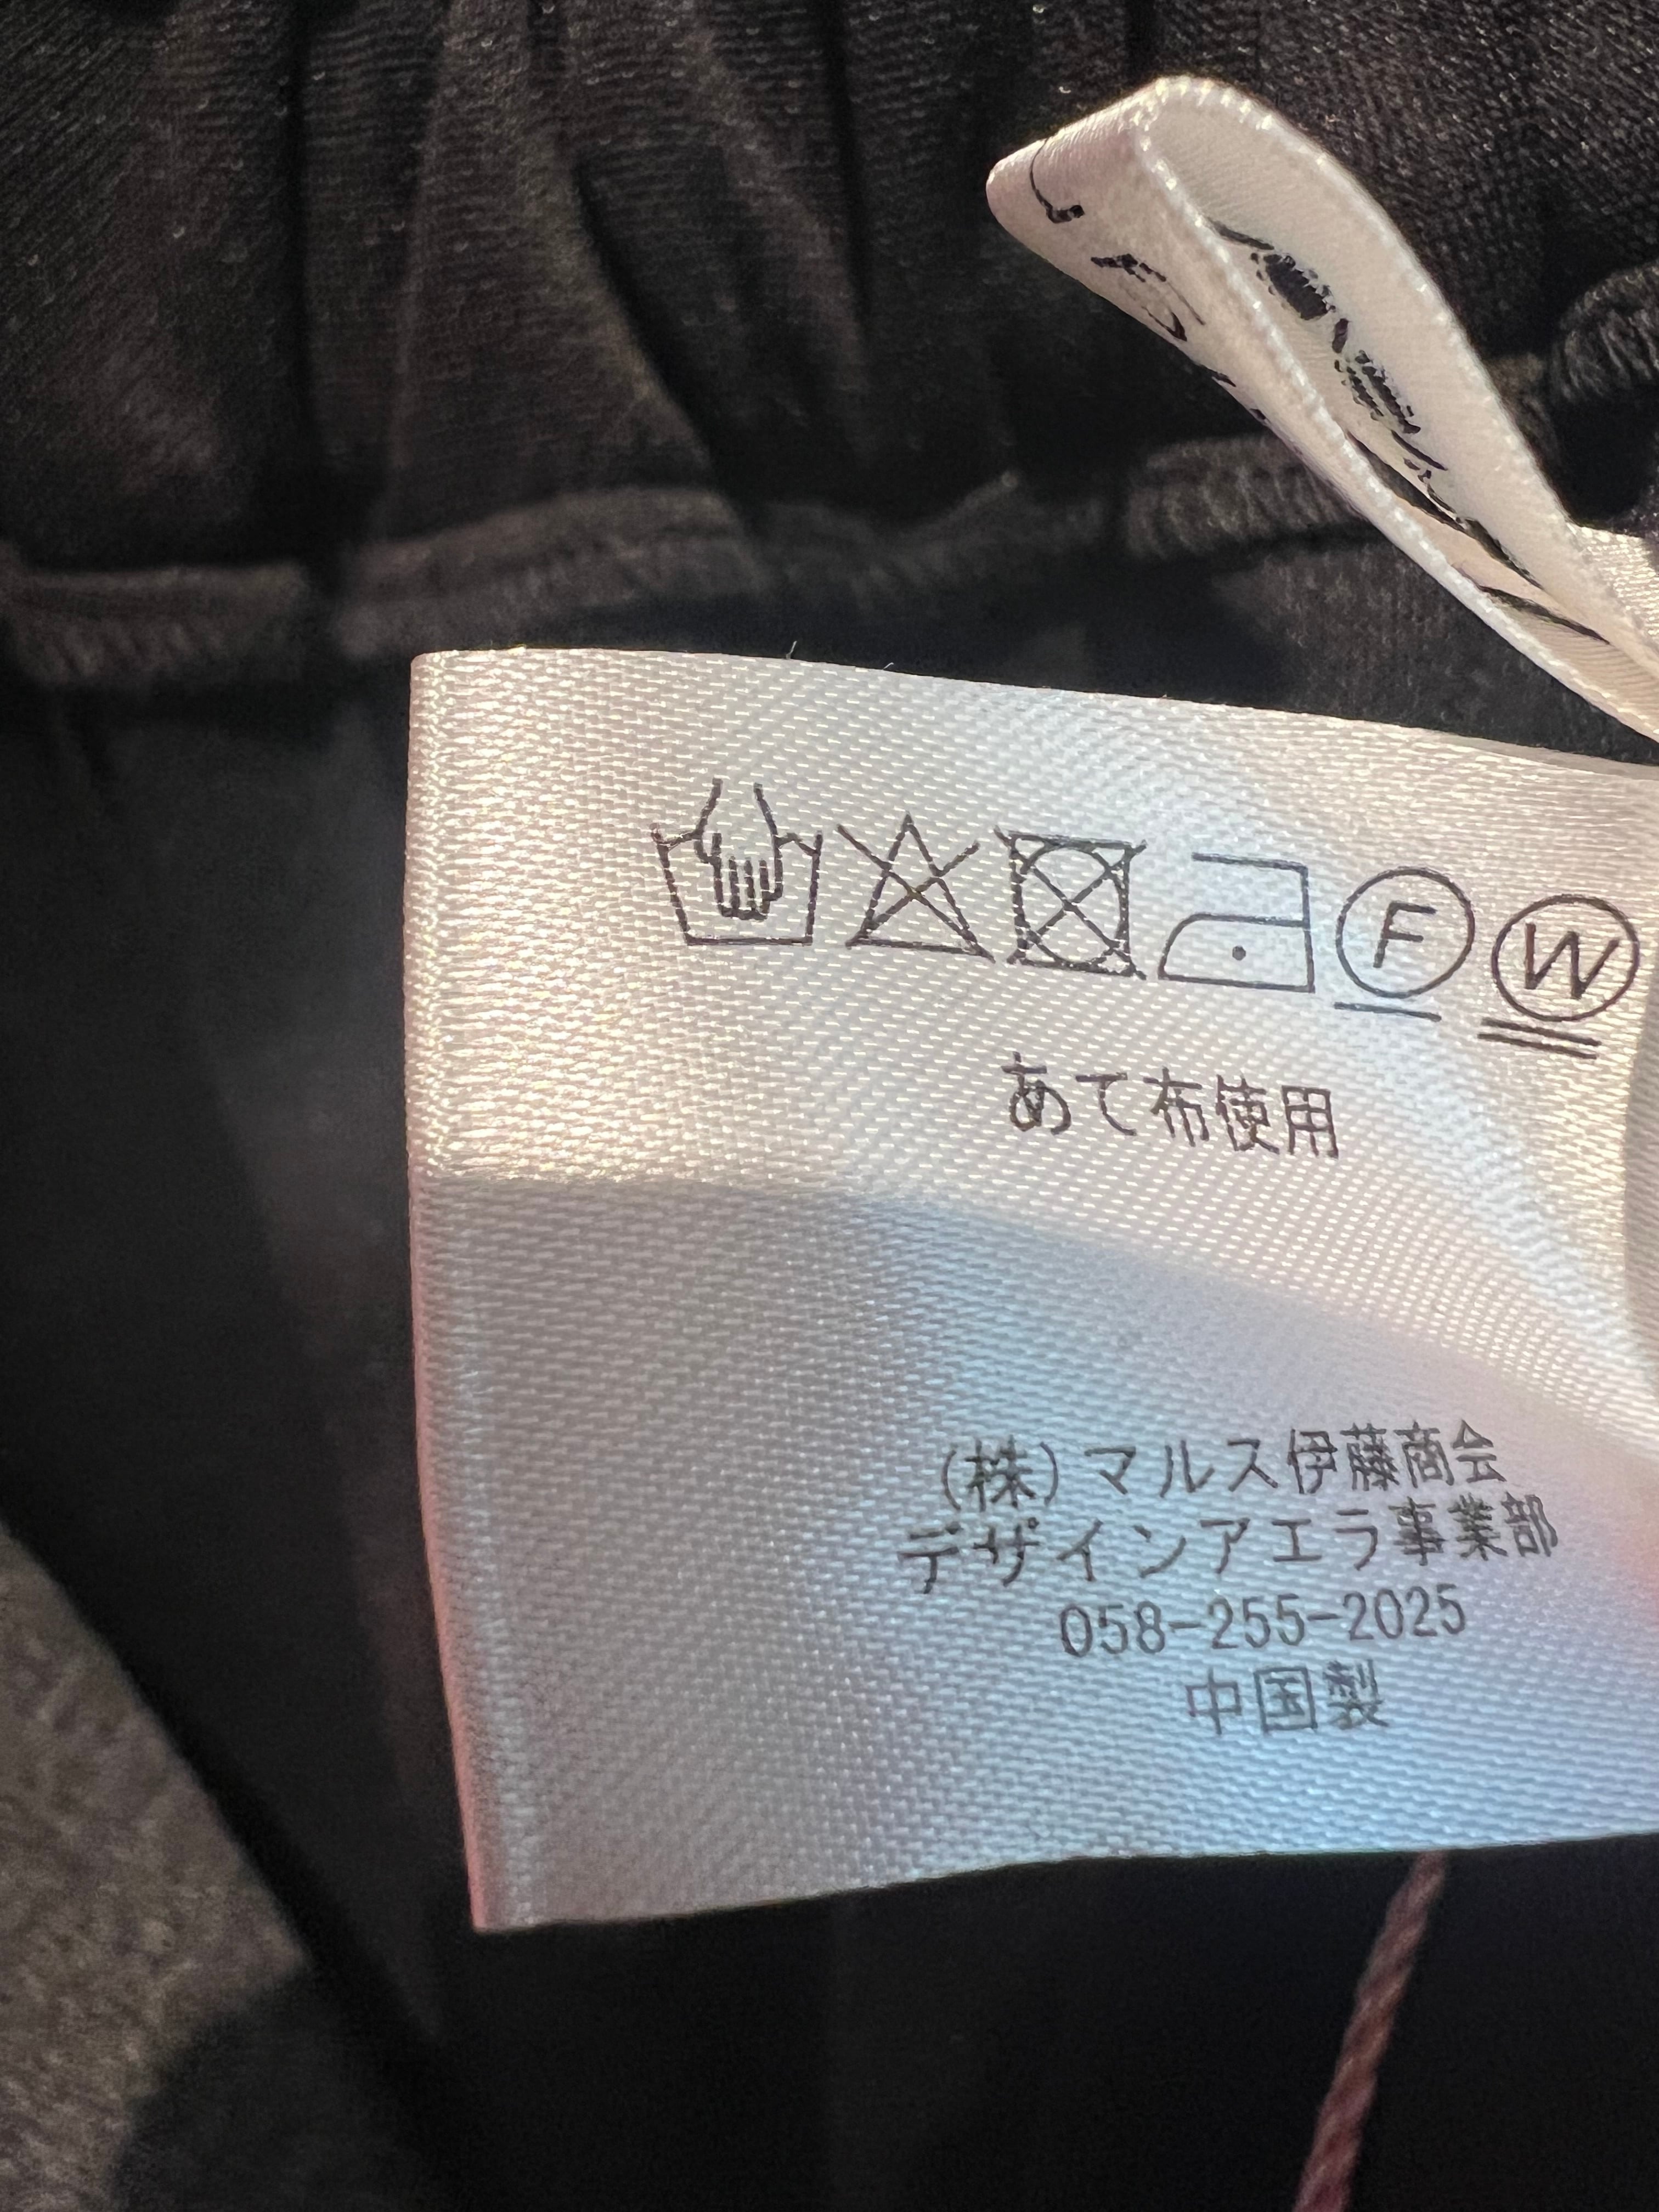 F W
あて布使用
(株)マルス伊藤商会
デザインアエラ事業部
058-255-2025
中国製